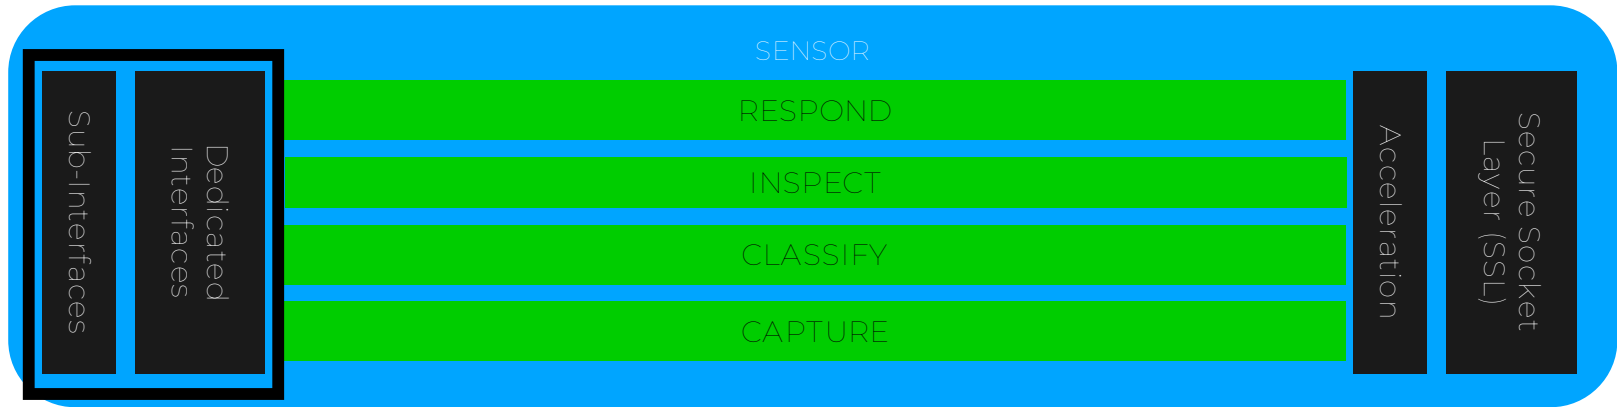 SENSOR
Sub-Interfaces
Dedicated
Interfaces
RESPOND
INSPECT
CLASSIFY
CAPTURE
Acceleration
Secure Socket
Layer (SSL)